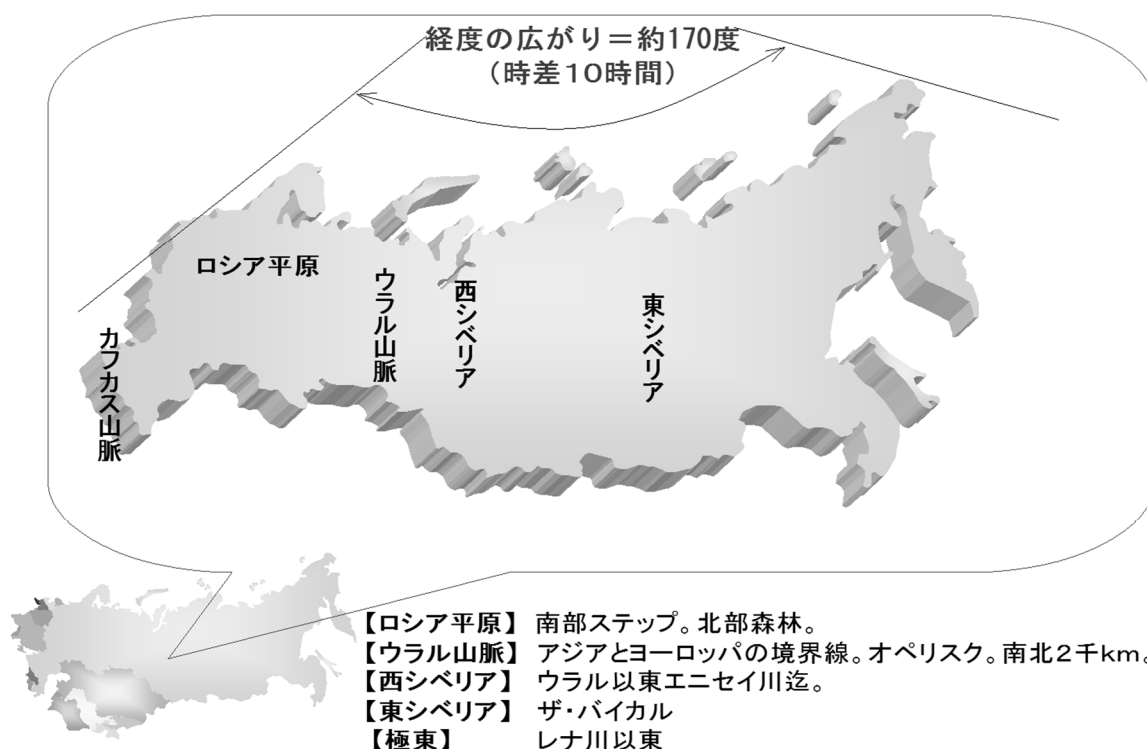 経度の広がり＝約170度
（時差１０時間）
ロシア平原
ウラル山脈
西シベリア
東シベリア
カフカス山脈
【ロシア平原】 南部ステップ。北部森林。
【ウラル山脈】 アジアとヨーロッパの境界線。オペリスク。南北２千ｋｍ。
【西シベリア】 ウラル以東エニセイ川迄。
【東シベリア】 ザ・バイカル
【極東】 レナ川以東